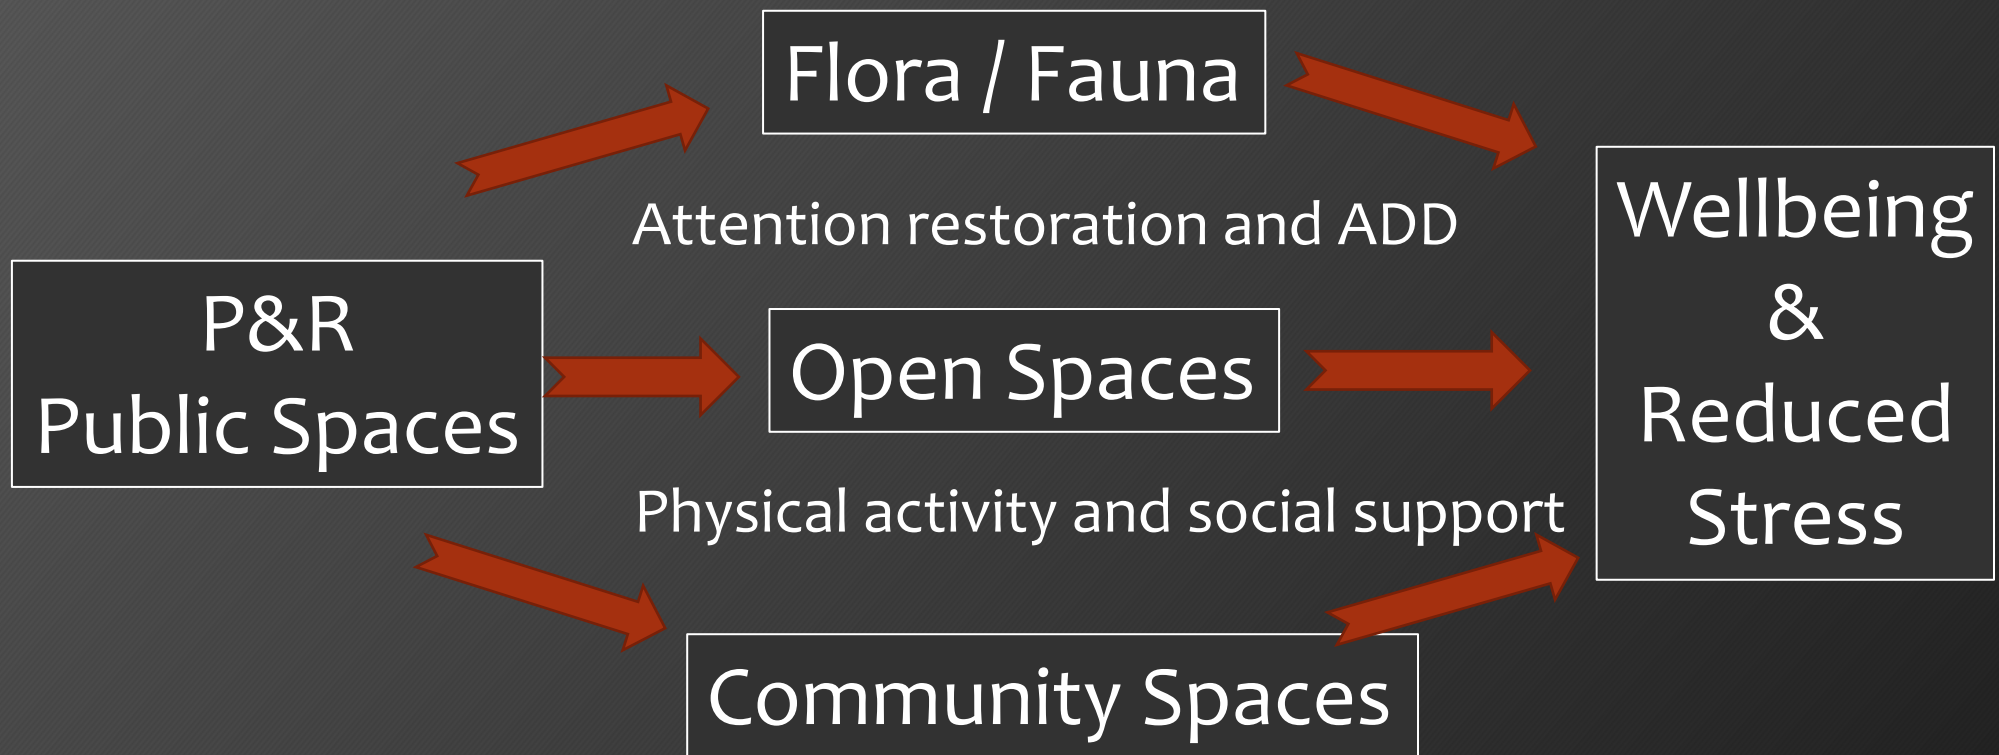 Flora / Fauna
Attention restoration and ADD
P&R
Public Spaces
Open Spaces
Wellbeing
&
Reduced
Stress
Physical activity and social support
Community Spaces